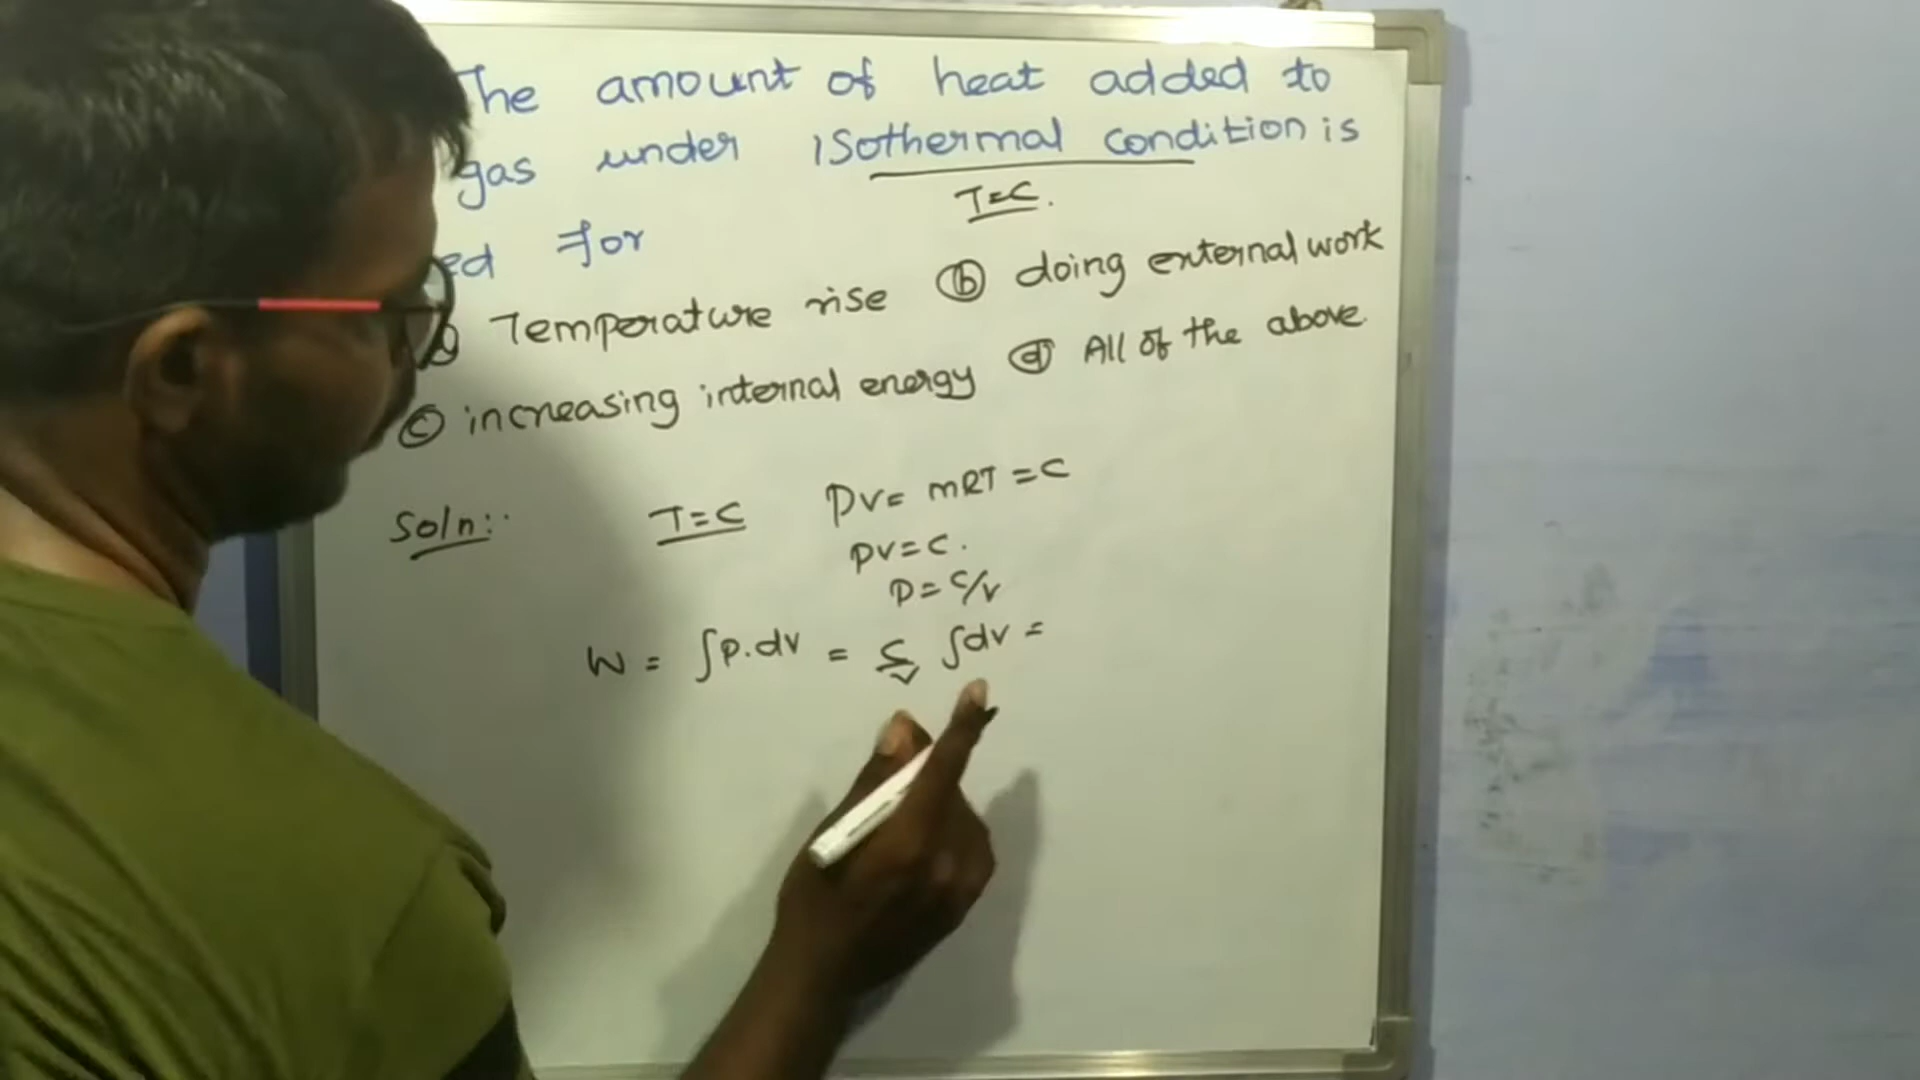 The amount of heat added to
gas under isothermal condition is
T=C.
ed for
Temperature rise (b) doing external work
(c) increasing internal energy (d) All of the above.
Soln:- T=C PV= mRT =C
PV=C.
P= C/V
W = ∫P.dV = C/V ∫dV =